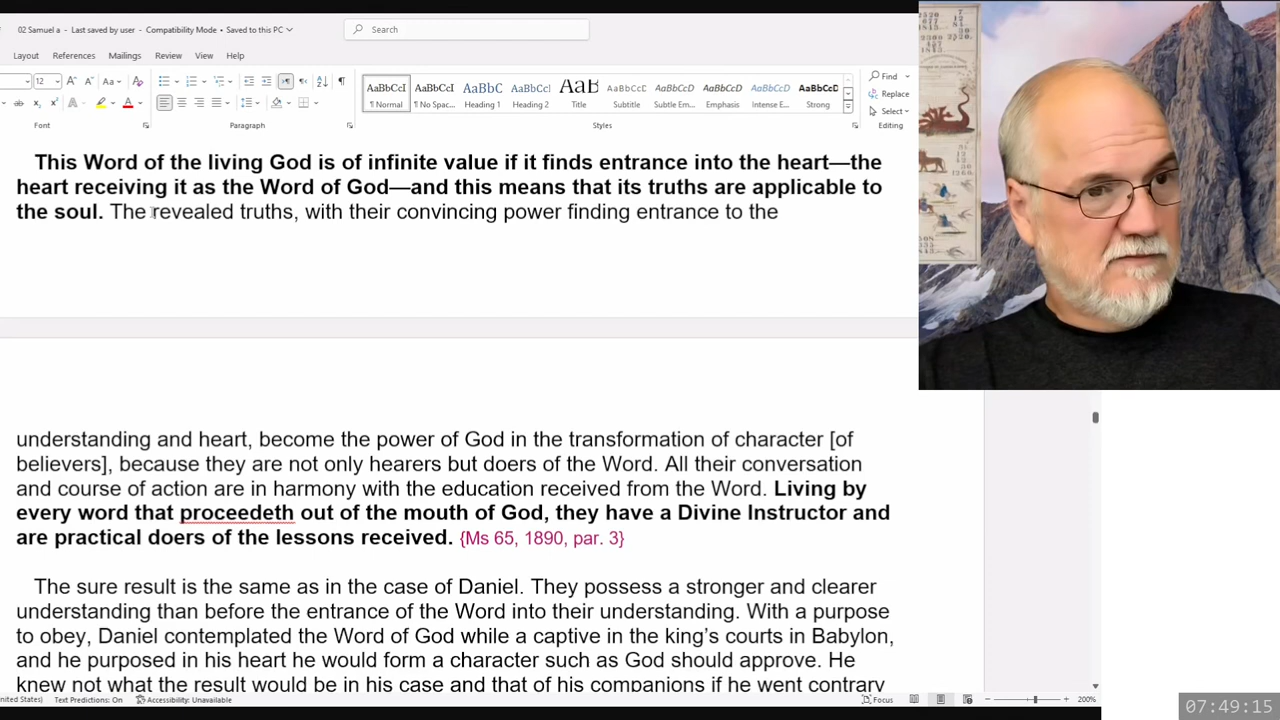 02 Samuel a - Last saved by user - Compatibility Mode - Saved to this PC
Search
Layout References Mailings Review View Help
12 Aa
AaBbCcI AaBbCcI AaBbC AaBbCcl AaB AaBbCcD AaBbCcD AaBbCcD AaBbCcD AaBbCcD
¶ Normal ¶ No Spac... Heading 1 Heading 2 Title Subtitle Subtle Em... Emphasis Intense E... Strong
Find
Replace
Select
Font Paragraph Styles Editing
This Word of the living God is of infinite value if it finds entrance into the heart—the
heart receiving it as the Word of God—and this means that its truths are applicable to
the soul. The revealed truths, with their convincing power finding entrance to the
understanding and heart, become the power of God in the transformation of character [of
believers], because they are not only hearers but doers of the Word. All their conversation
and course of action are in harmony with the education received from the Word. Living by
every word that proceedeth out of the mouth of God, they have a Divine Instructor and
are practical doers of the lessons received. {Ms 65, 1890, par. 3}
The sure result is the same as in the case of Daniel. They possess a stronger and clearer
understanding than before the entrance of the Word into their understanding. With a purpose
to obey, Daniel contemplated the Word of God while a captive in the king's courts in Babylon,
and he purposed in his heart he would form a character such as God should approve. He
knew not what the result would be in his case and that of his companions if he went contrary
nited States) Text Predictions: On Accessibility: Unavailable Focus 200%
07:49:15